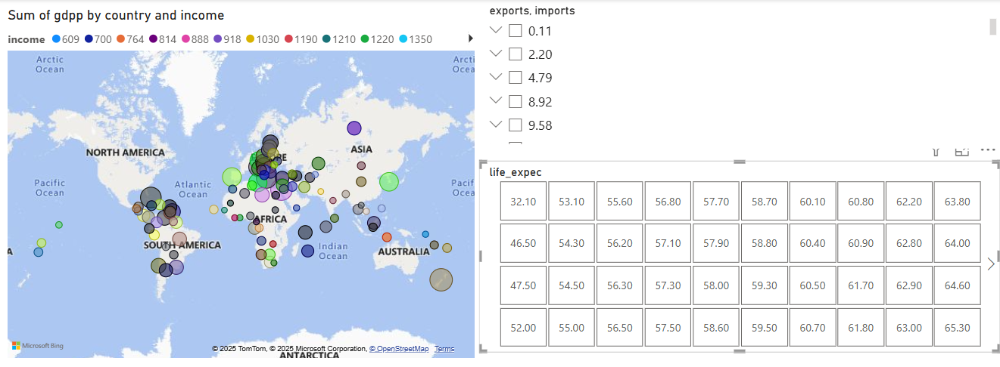 Sum of gdpp by country and income
income 609 700 764 814 888 918 1030 1190 1210 1220 1350
Arctic
Ocean
Arcti
Ocea
NORTH AMERICA
ASIA
Pacific
Ocean
Atlantic
Ocean
Pacif
Ocea
AFRICA
SOUTH AMERICA
Indian
Ocean
AUSTRALIA
A
Microsoft Bing
© 2025 TomTom, © 2025 Microsoft Corporation, © OpenStreetMap Terms
ANTARCTICA
exports, imports
0.11
2.20
4.79
8.92
9.58
life_expec
32.10 53.10 55.60 56.80 57.70 58.70 60.10 60.80 62.20 63.80
46.50 54.30 56.20 57.10 57.90 58.80 60.40 60.90 62.80 64.00
47.50 54.50 56.30 57.30 58.00 59.30 60.50 61.70 62.90 64.60
52.00 55.00 56.50 57.50 58.60 59.50 60.70 61.80 63.00 65.30